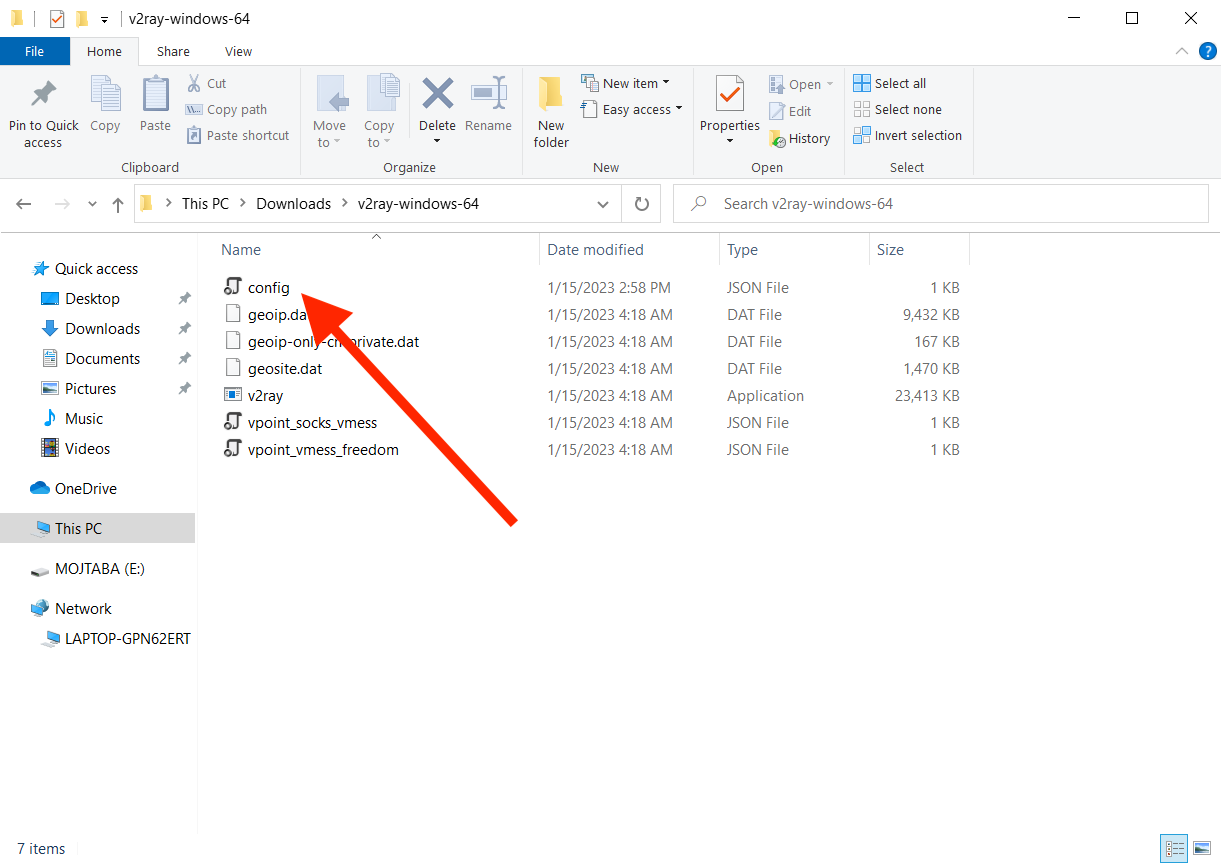 v2ray-windows-64
File Home Share View
Pin to Quick access
Copy
Paste
Cut
Copy path
Paste shortcut
Clipboard
Move to
Copy to
Delete
Rename
Organize
New folder
New item
Easy access
New
Properties
Open
Edit
History
Open
Select all
Select none
Invert selection
Select
This PC > Downloads > v2ray-windows-64
Search v2ray-windows-64
Quick access
Desktop
Downloads
Documents
Pictures
Music
Videos
OneDrive
This PC
MOJTABA (E:)
Network
LAPTOP-GPN62ERT
Name Date modified Type Size
config 1/15/2023 2:58 PM JSON File 1 KB
geoip.dat 1/15/2023 4:18 AM DAT File 9,432 KB
1/15/2023 4:18 AM DAT File 167 KB
geosite.dat 1/15/2023 4:18 AM DAT File 1,470 KB
v2ray 1/15/2023 4:18 AM Application 23,413 KB
vpoint_socks_vmess 1/15/2023 4:18 AM JSON File 1 KB
vpoint_vmess_freedom 1/15/2023 4:18 AM JSON File 1 KB
7 items